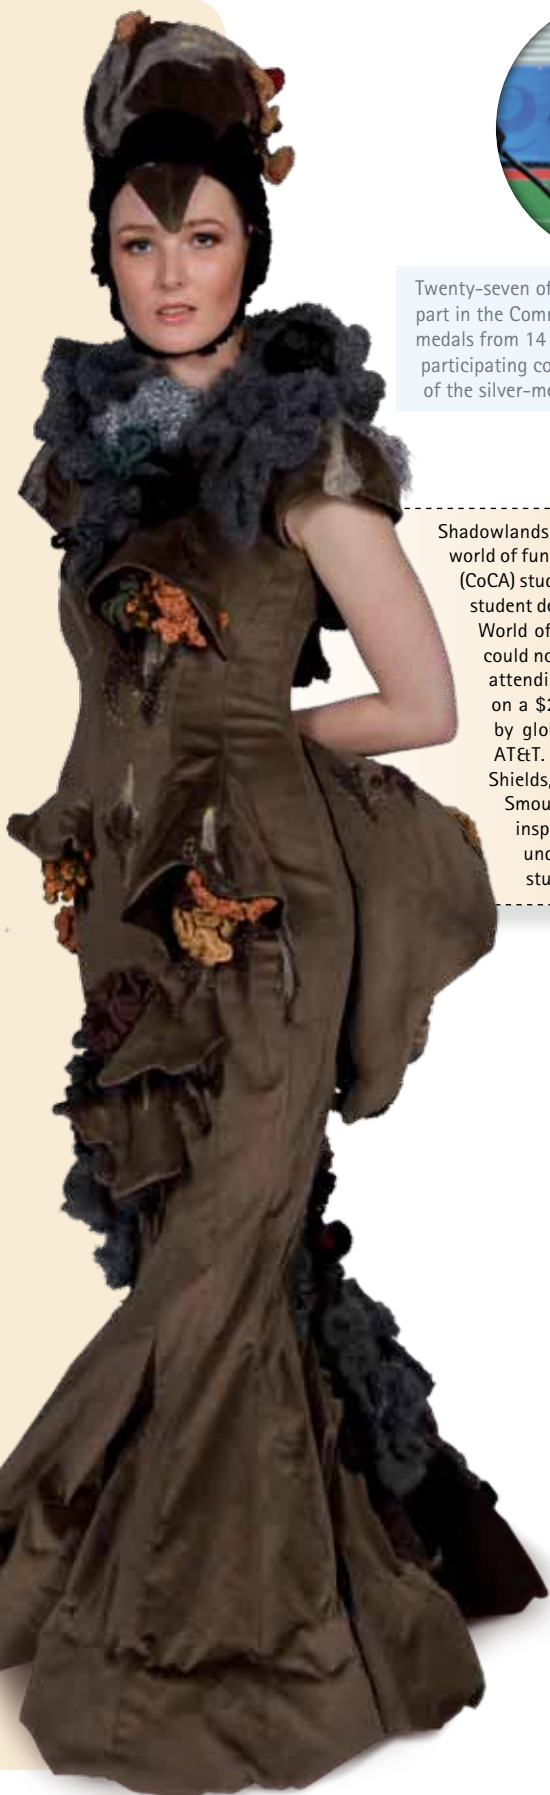 Twenty-seven of
part in the Comm
medals from 14
participating co
of the silver-me
Shadowlands
world of fun
(CoCA) stud
student de
World of
could no
attendi
on a $2
by glo
AT&T.
Shields,
Smou
insp
und
stu